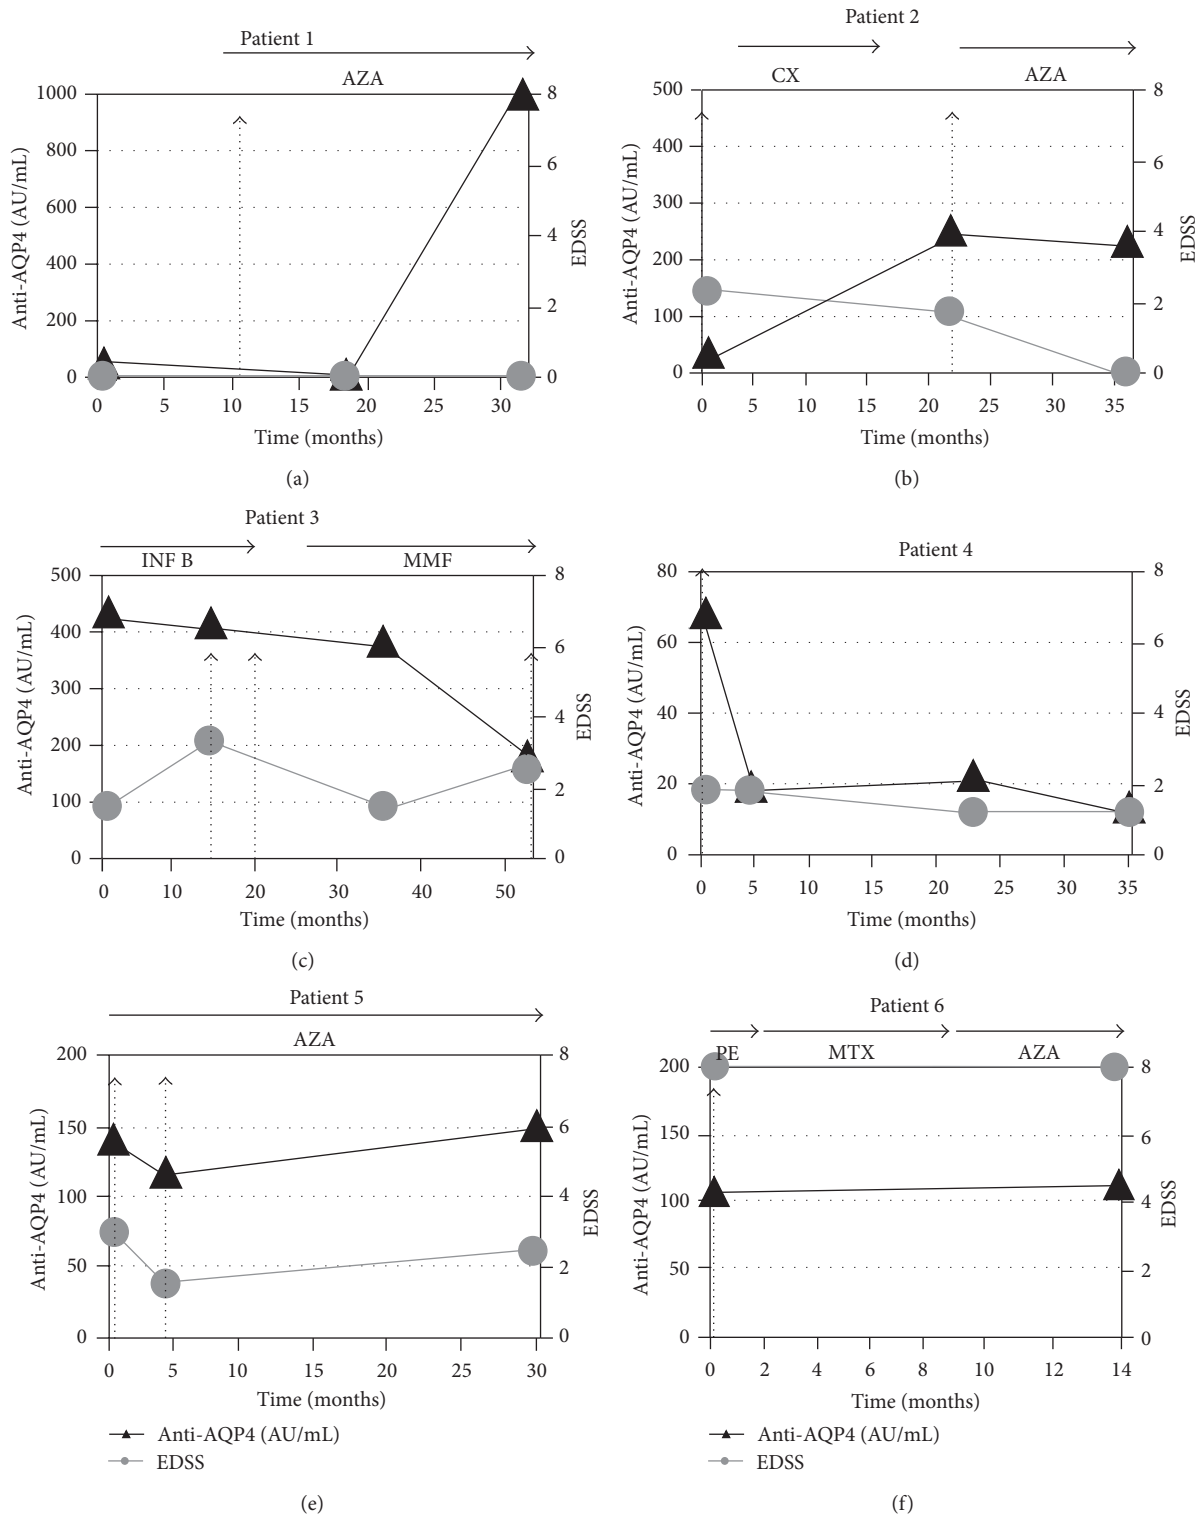 Patient 1
AZA
1000
800
600
400
200
0
Anti-AQP4 (AU/mL)
8
6
4
2
0
EDSS
0 5 10 15 20 25 30
Time (months)
(a)
Patient 2
CX AZA
500
400
300
200
100
0
Anti-AQP4 (AU/mL)
8
6
4
2
0
EDSS
0 5 10 15 20 25 30 35
Time (months)
(b)
Patient 3
INF B MMF
500
400
300
200
100
0
Anti-AQP4 (AU/mL)
8
6
4
2
0
EDSS
0 10 20 30 40 50
Time (months)
(c)
Patient 4
80
60
40
20
0
Anti-AQP4 (AU/mL)
8
6
4
2
0
EDSS
0 5 10 15 20 25 30 35
Time (months)
(d)
Patient 5
AZA
200
150
100
50
0
Anti-AQP4 (AU/mL)
8
6
4
2
0
EDSS
0 5 10 15 20 25 30
Time (months)
Anti-AQP4 (AU/mL)
EDSS
(e)
Patient 6
PE MTX AZA
200
150
100
50
0
Anti-AQP4 (AU/mL)
8
6
4
2
0
EDSS
0 2 4 6 8 10 12 14
Time (months)
Anti-AQP4 (AU/mL)
EDSS
(f)